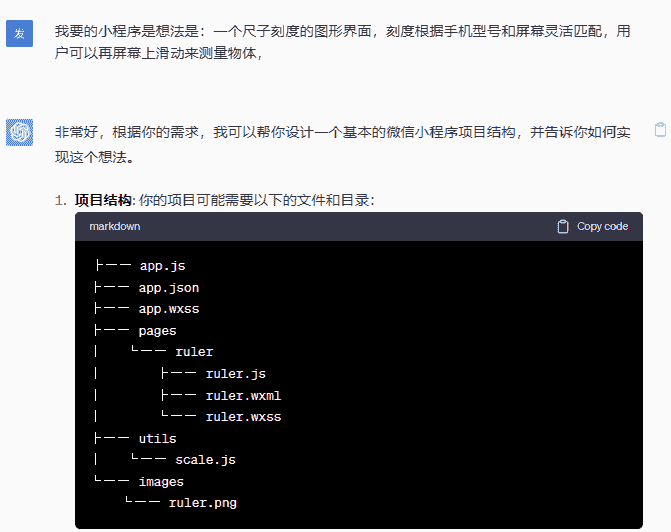 发
我要的小程序是想法是：一个尺子刻度的图形界面，刻度根据手机型号和屏幕灵活匹配，用
户可以再屏幕上滑动来测量物体，
非常好，根据你的需求，我可以帮你设计一个基本的微信小程序项目结构，并告诉你如何实
现这个想法。
1. 项目结构: 你的项目可能需要以下的文件和目录：
markdown Copy code
├── app.js
├── app.json
├── app.wxss
├── pages
│   └── ruler
│       ├── ruler.js
│       ├── ruler.wxml
│       └── ruler.wxss
├── utils
│   └── scale.js
└── images
    └── ruler.png